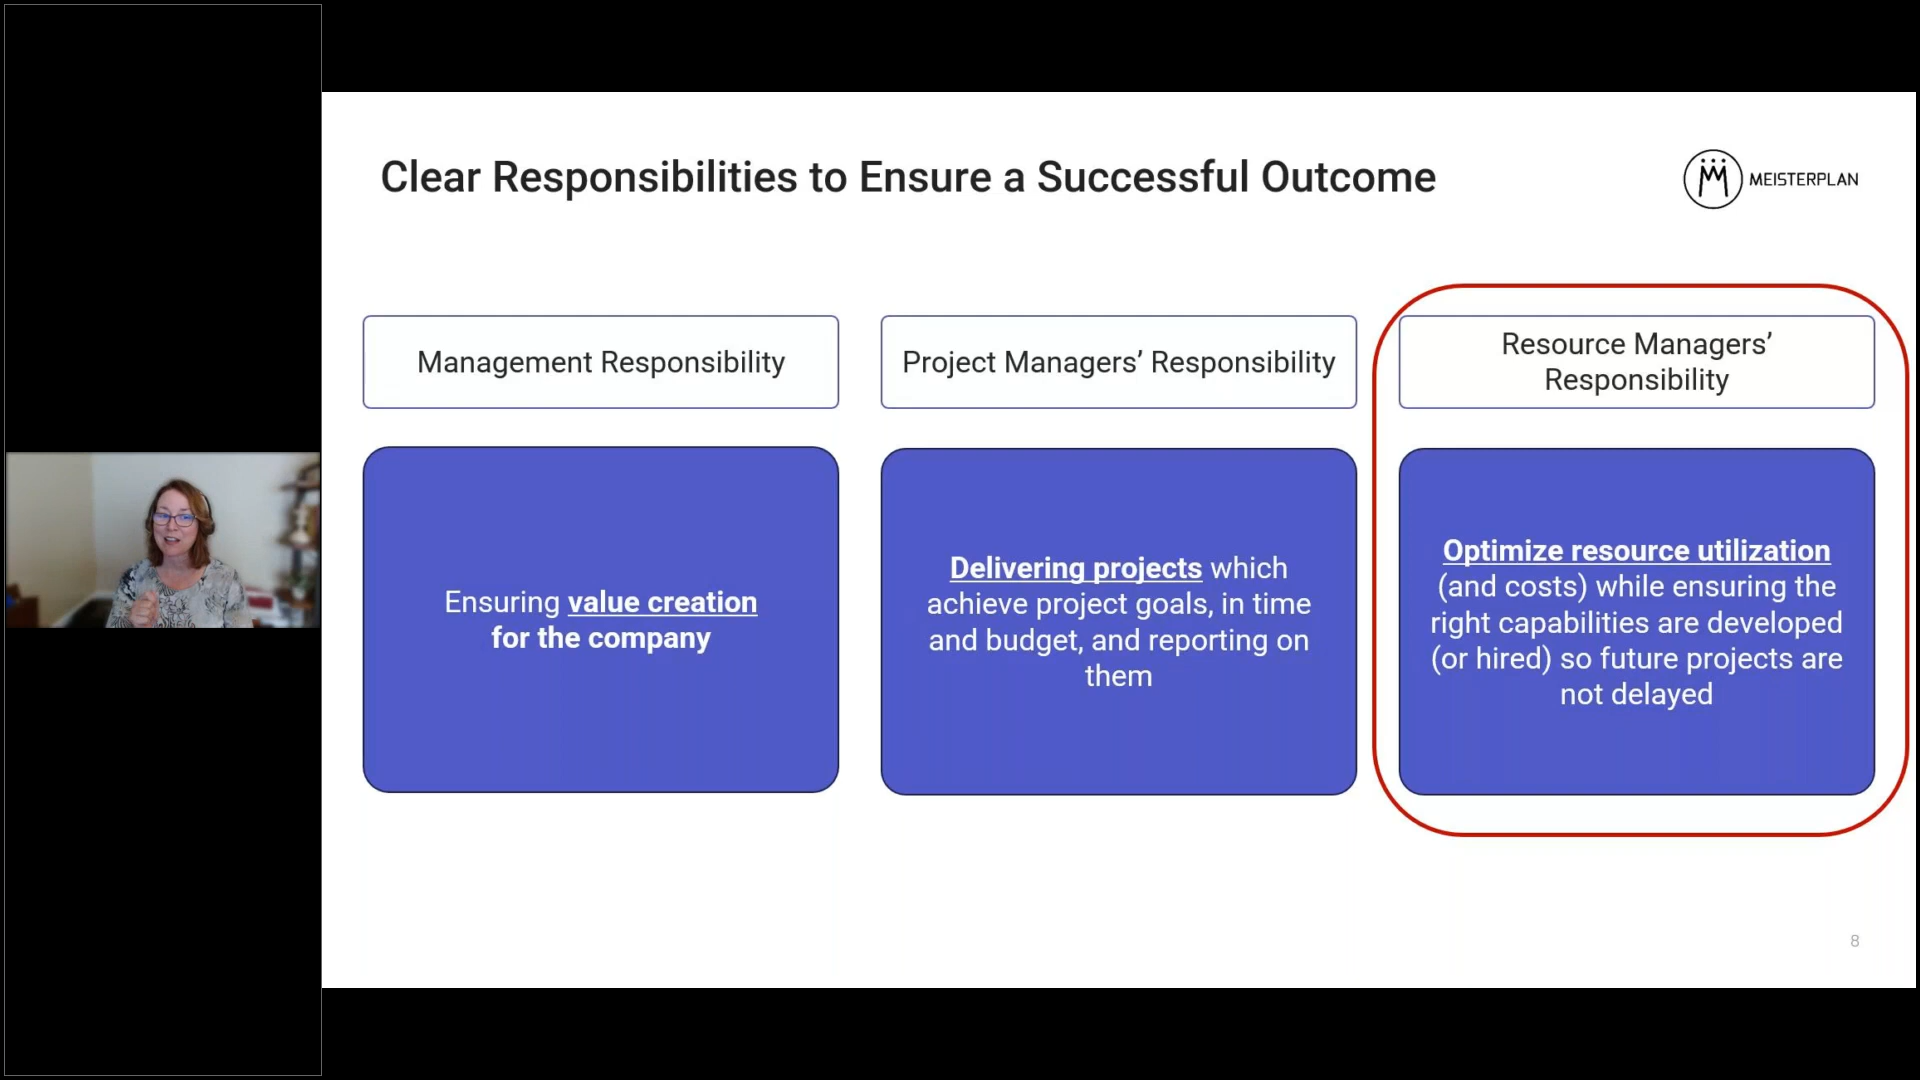 Clear Responsibilities to Ensure a Successful Outcome
MEISTERPLAN
Management Responsibility
Ensuring value creation
for the company
Project Managers’ Responsibility
Delivering projects which
achieve project goals, in time
and budget, and reporting on
them
Resource Managers’
Responsibility
Optimize resource utilization
(and costs) while ensuring the
right capabilities are developed
(or hired) so future projects are
not delayed
8